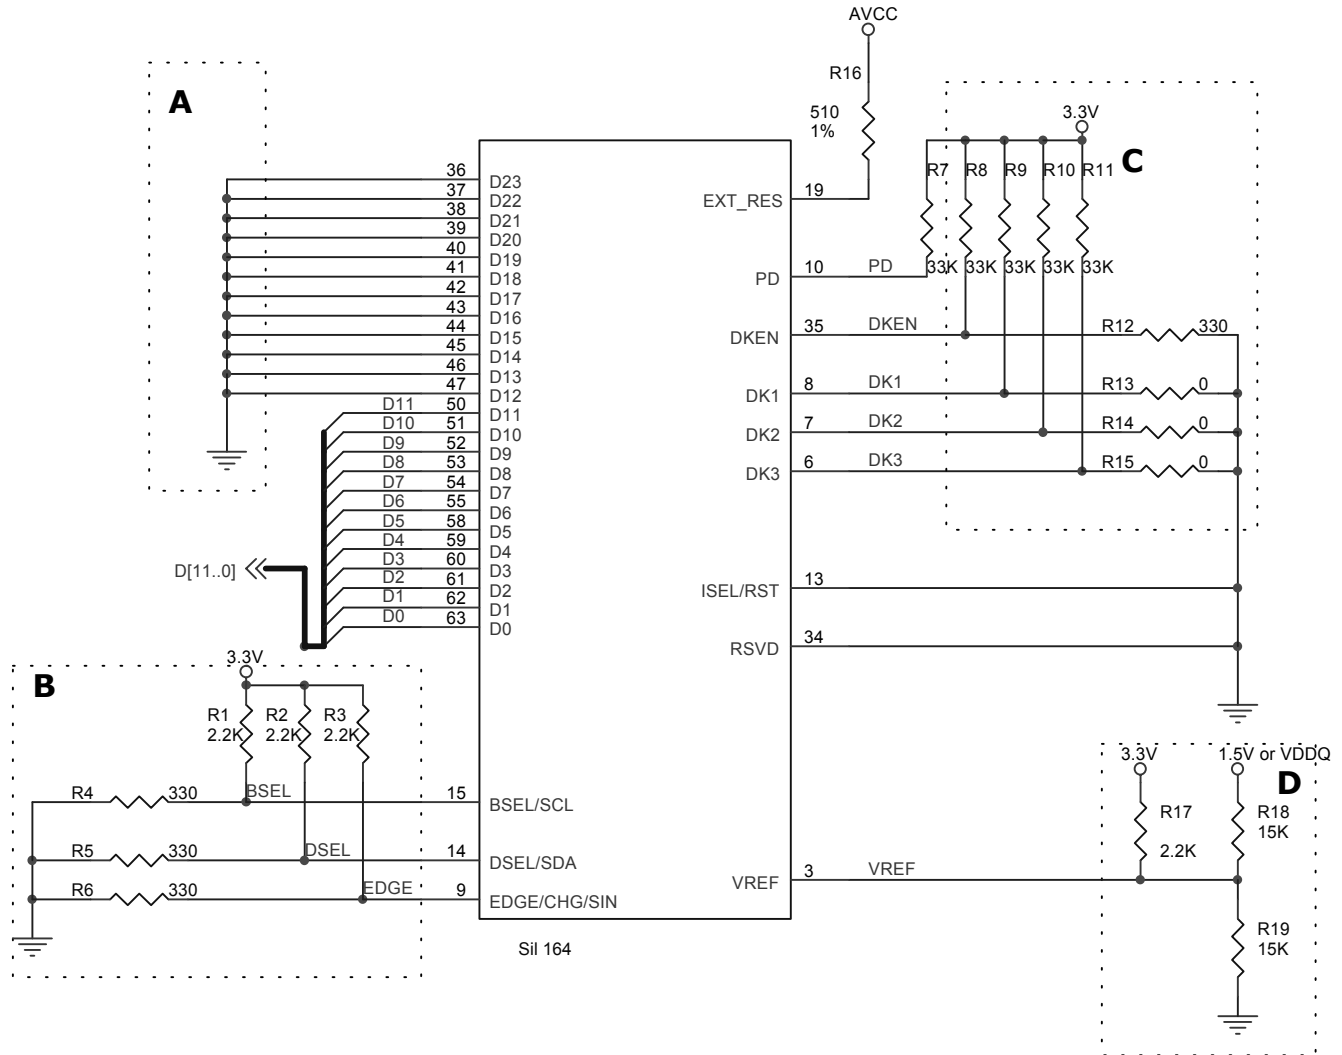 AVCC
R16
510
1%
A
3.3V
C
R7
R8
R9
R10
R11
33K
33K
33K
33K
33K
36
D23
37
D22
38
D21
39
D20
40
D19
41
D18
42
D17
43
D16
44
D15
45
D14
46
D13
47
D12
D11
50
D11
D10
51
D10
D9
52
D9
D8
53
D8
D7
54
D7
D6
55
D6
D5
58
D5
D4
59
D4
D3
60
D3
D2
61
D2
D1
62
D1
D0
63
D0
D[11..0]
EXT_RES
19
PD
10
PD
DKEN
35
DKEN
R12
330
DK1
8
DK1
R13
0
DK2
7
DK2
R14
0
DK3
6
DK3
R15
0
ISEL/RST
13
RSVD
34
B
3.3V
R1
2.2K
R2
2.2K
R3
2.2K
R4
330
BSEL
15
BSEL/SCL
R5
330
DSEL
14
DSEL/SDA
R6
330
EDGE
9
EDGE/CHG/SIN
SiI 164
VREF
3
VREF
3.3V
1.5V or VDDQ
D
R17
2.2K
R18
15K
R19
15K